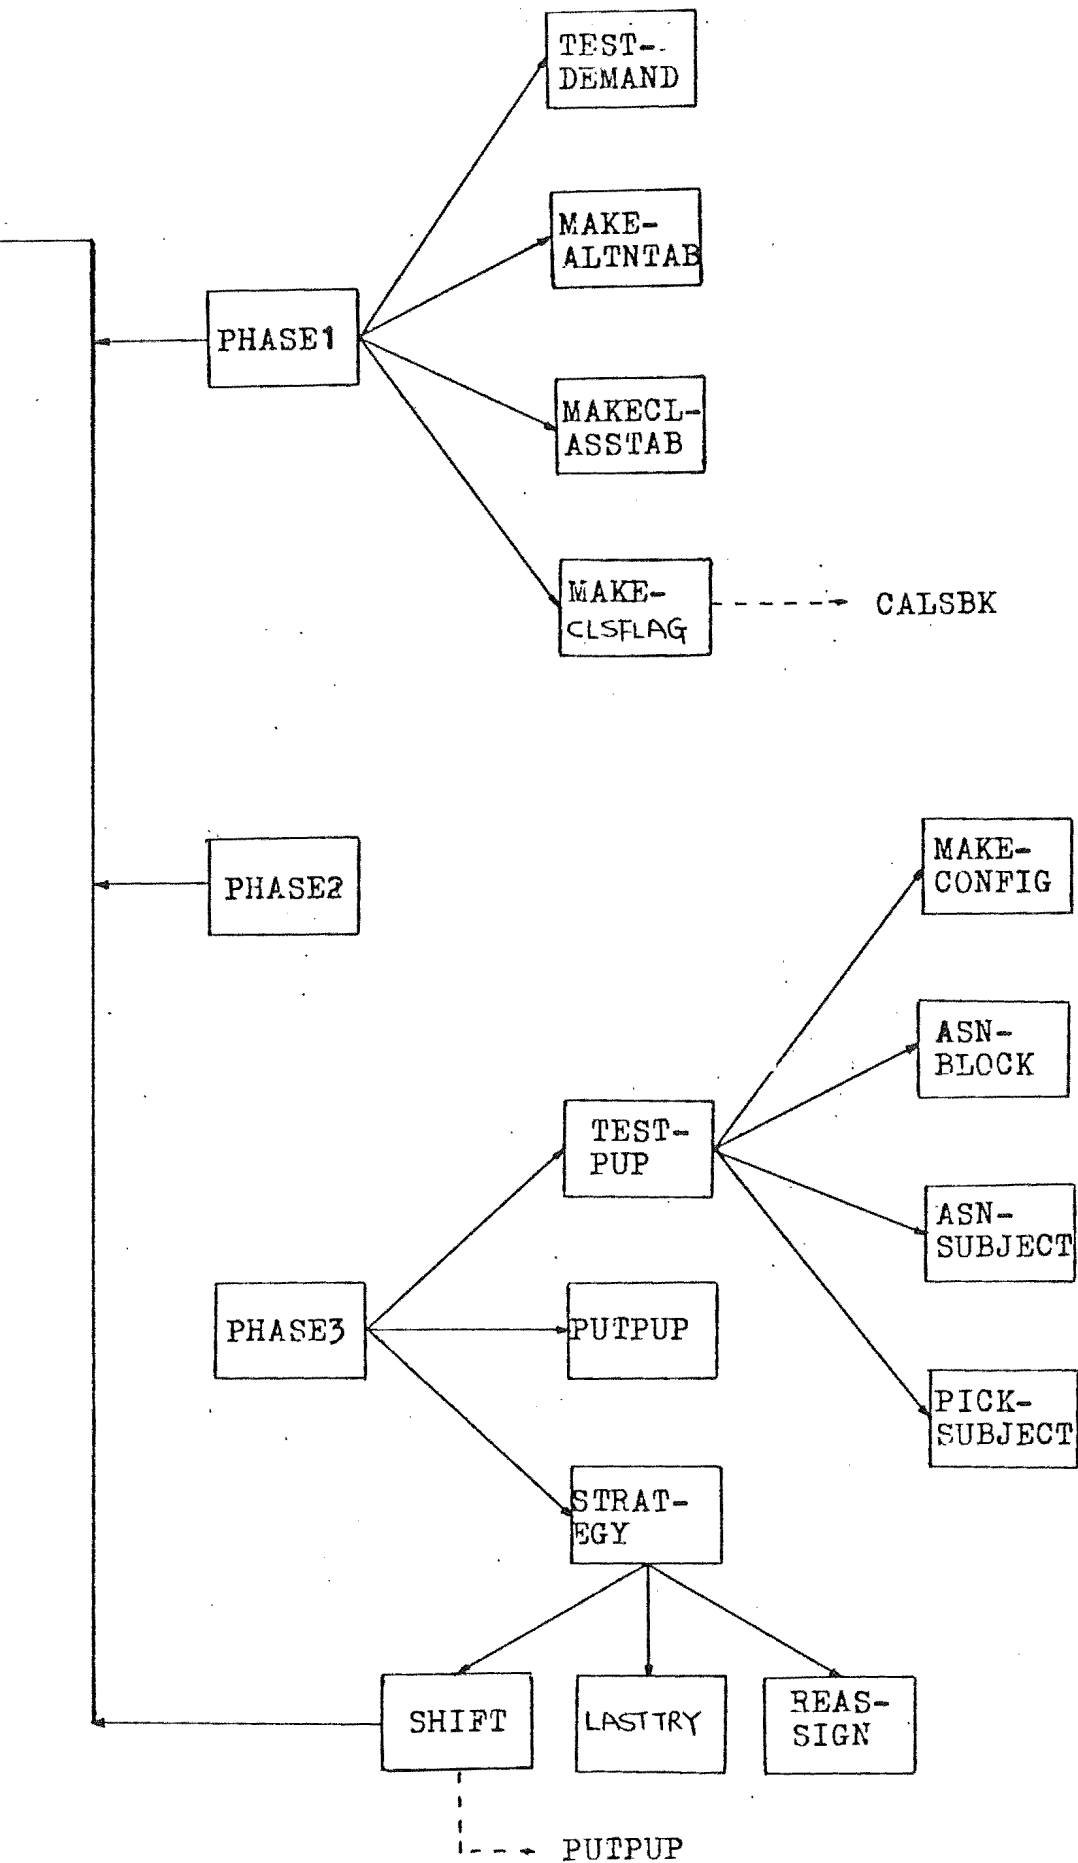 TEST-
DEMAND
MAKE-
ALTNTAB
PHASE1
MAKECL-
ASSTAB
MAKE-
CLSFLAG
CALSBK
PHASE2
MAKE-
CONFIG
ASN-
BLOCK
TEST-
PUP
ASN-
SUBJECT
PHASE3
PUTPUP
PICK-
SUBJECT
STRAT-
EGY
SHIFT
LASTTRY
REAS-
SIGN
PUTPUP